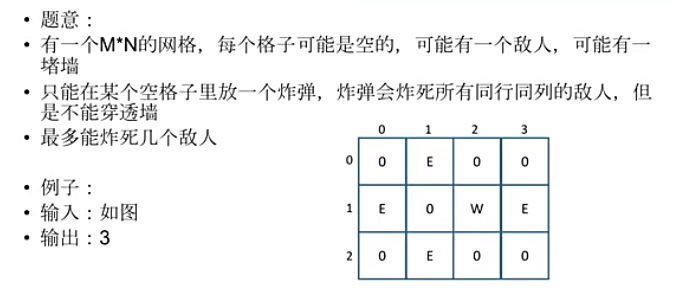 • 题意：
• 有一个M*N的网格，每个格子可能是空的，可能有一个敌人，可能有一
堵墙
• 只能在某个空格子里放一个炸弹，炸弹会炸死所有同行同列的敌人，但
是不能穿透墙
• 最多能炸死几个敌人
• 例子：
• 输入：如图
• 输出：3
0 1 2 3
0 0 E 0 0
1 E 0 W E
2 0 E 0 0